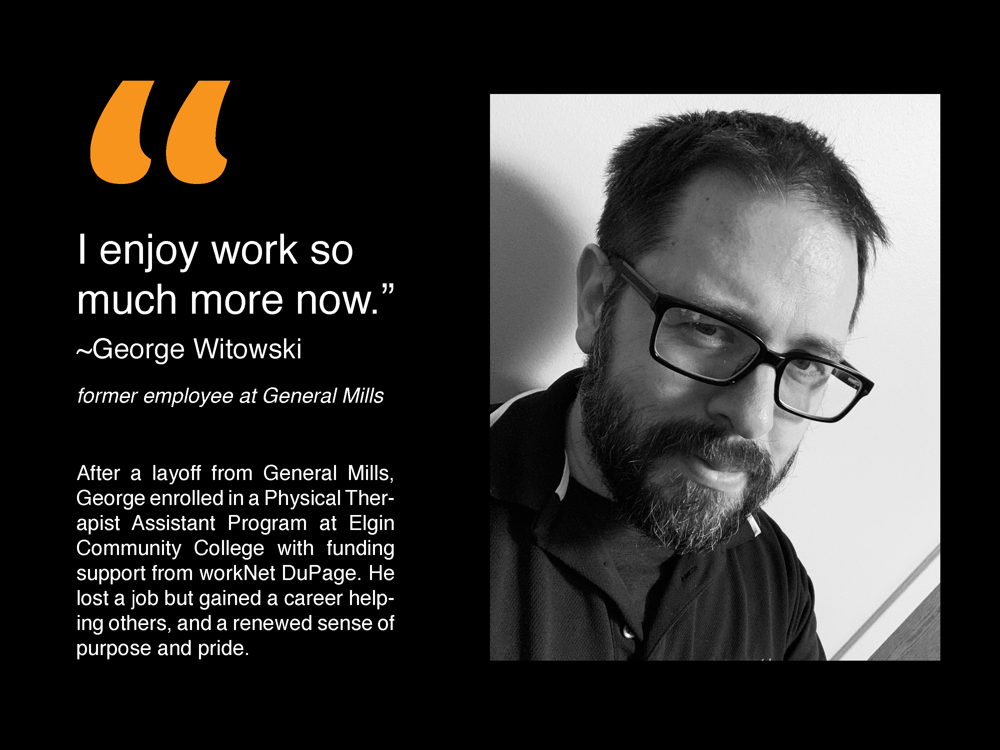 “
I enjoy work so
much more now.”
~George Witowski
former employee at General Mills
After a layoff from General Mills,
George enrolled in a Physical Ther-
apist Assistant Program at Elgin
Community College with funding
support from workNet DuPage. He
lost a job but gained a career help-
ing others, and a renewed sense of
purpose and pride.